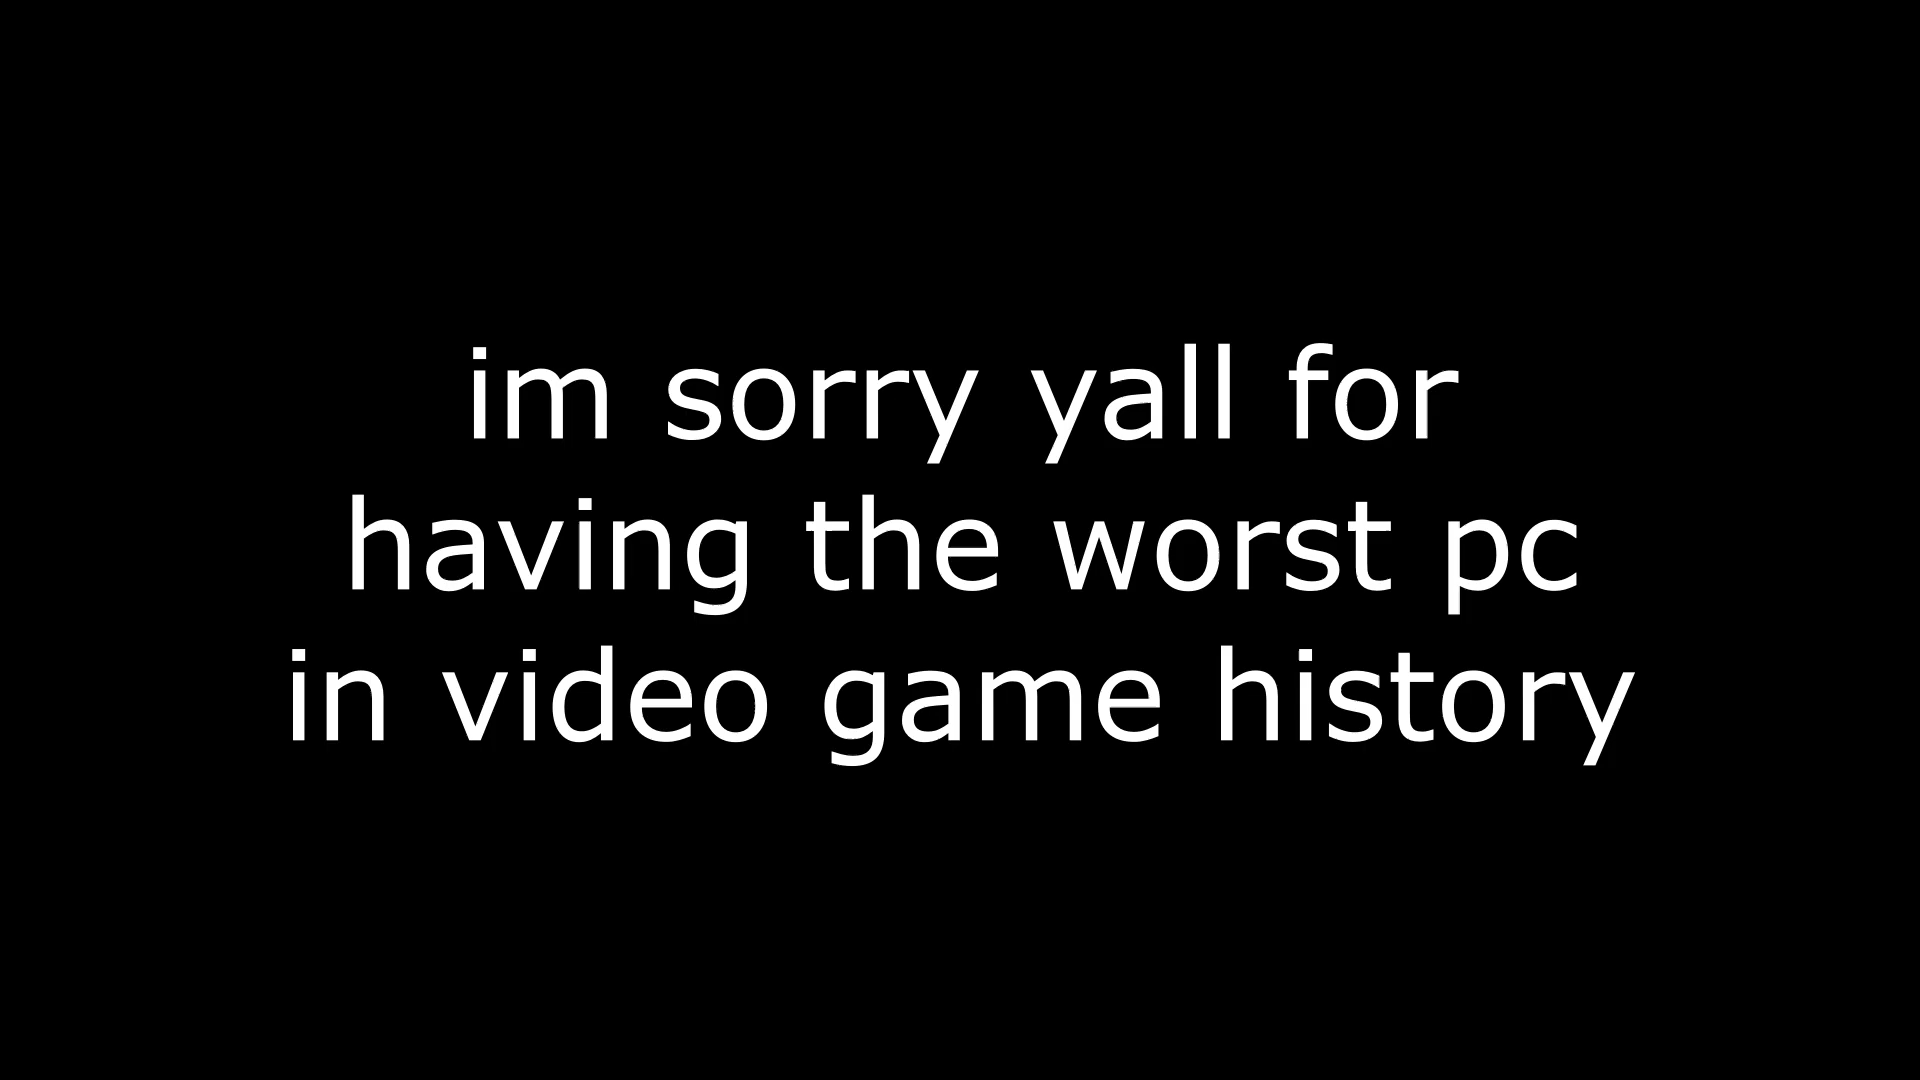 im sorry yall for
having the worst pc
in video game history